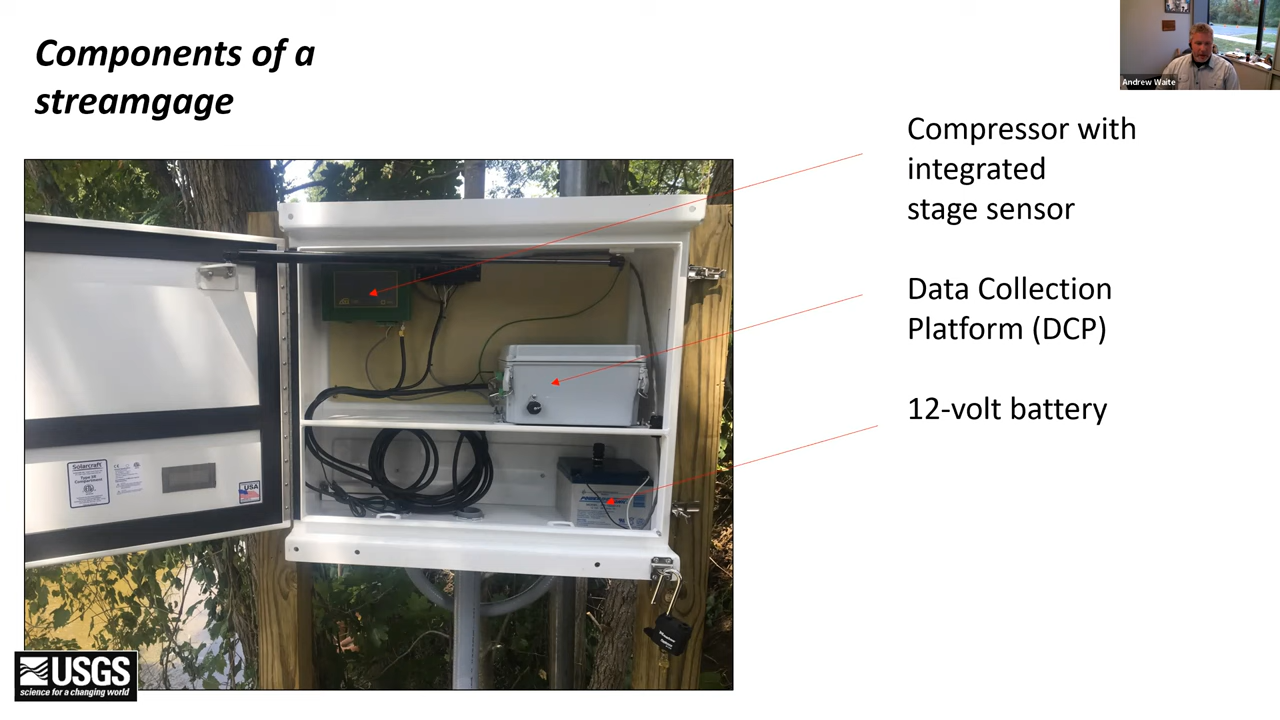 Components of a
streamgage
Andrew Waite
Compressor with
integrated
stage sensor
Data Collection
Platform (DCP)
12-volt battery
Solarcraft
USA
USGS
science for a changing world